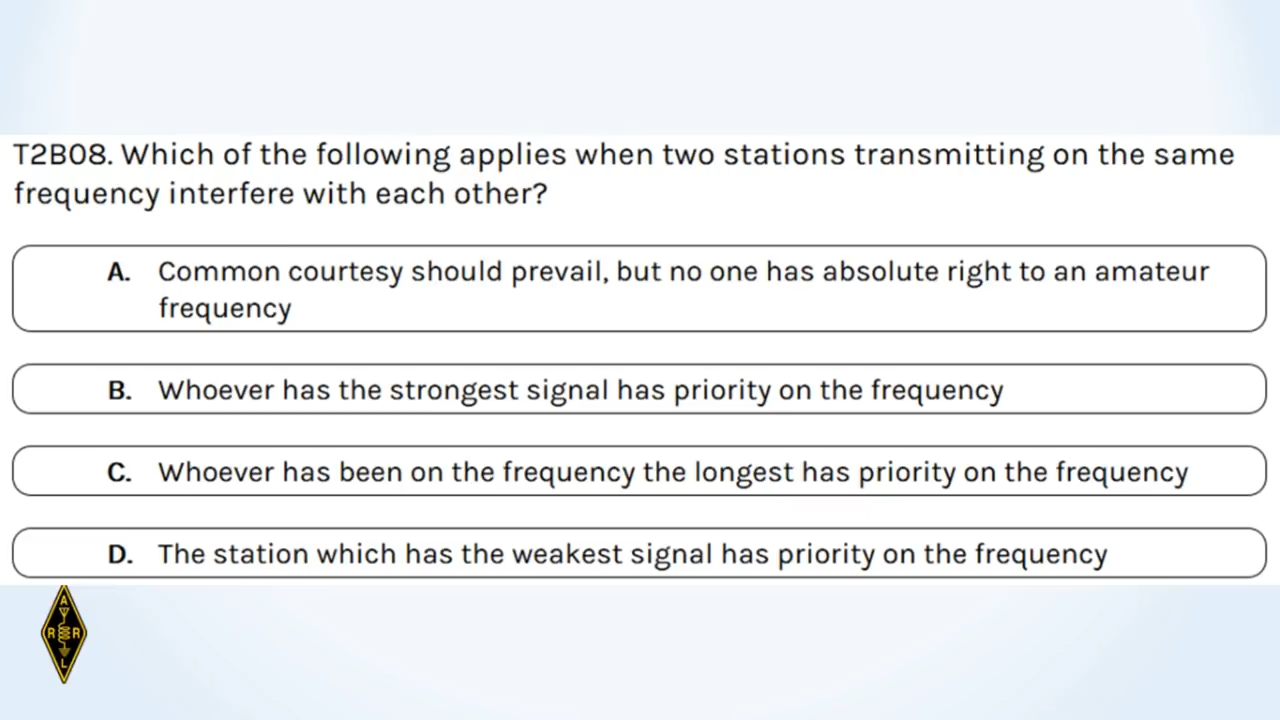 T2B08. Which of the following applies when two stations transmitting on the same
frequency interfere with each other?
A. Common courtesy should prevail, but no one has absolute right to an amateur
frequency
B. Whoever has the strongest signal has priority on the frequency
C. Whoever has been on the frequency the longest has priority on the frequency
D. The station which has the weakest signal has priority on the frequency
A
R R
L